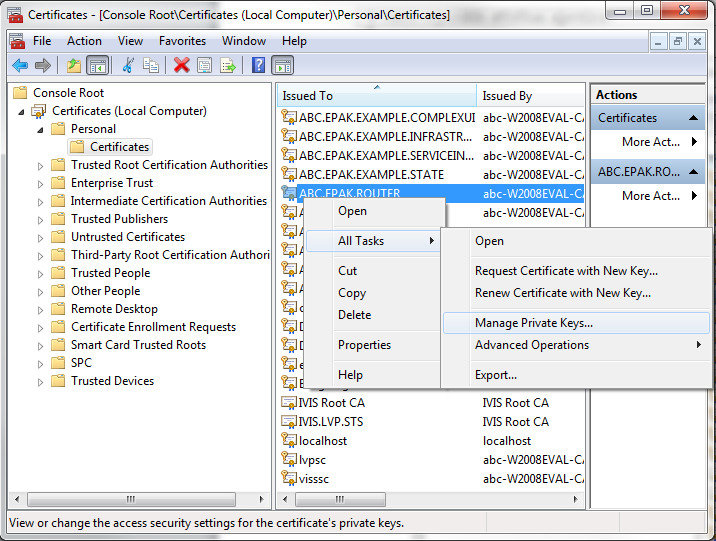 Certificates - [Console Root\Certificates (Local Computer)\Personal\Certificates]
File Action View Favorites Window Help
Console Root
Certificates (Local Computer)
Personal
Certificates
Trusted Root Certification Authorities
Enterprise Trust
Intermediate Certification Authorities
Trusted Publishers
Untrusted Certificates
Third-Party Root Certification Authori
Trusted People
Other People
Remote Desktop
Certificate Enrollment Requests
Smart Card Trusted Roots
SPC
Trusted Devices
Issued To Issued By
ABC.EPAK.EXAMPLE.COMPLEXUI abc-W2008EVAL-CA
ABC.EPAK.EXAMPLE.INFRASTR... abc-W2008EVAL-CA
ABC.EPAK.EXAMPLE.SERVICEIN... abc-W2008EVAL-CA
ABC.EPAK.EXAMPLE.STATE abc-W2008EVAL-CA
ABC.EPAK.ROUTER abc-W2008EVAL-CA
abc-W2008EVAL-CA
IVIS Root CA IVIS Root CA
IVIS.LVP.STS IVIS Root CA
localhost localhost
lvpsc abc-W2008EVAL-CA
visssc abc-W2008EVAL-CA
Open
All Tasks
Cut
Copy
Delete
Properties
Help
Open
Request Certificate with New Key...
Renew Certificate with New Key...
Manage Private Keys...
Advanced Operations
Export...
Actions
Certificates
More Act...
ABC.EPAK.RO...
More Act...
View or change the access security settings for the certificate's private keys.